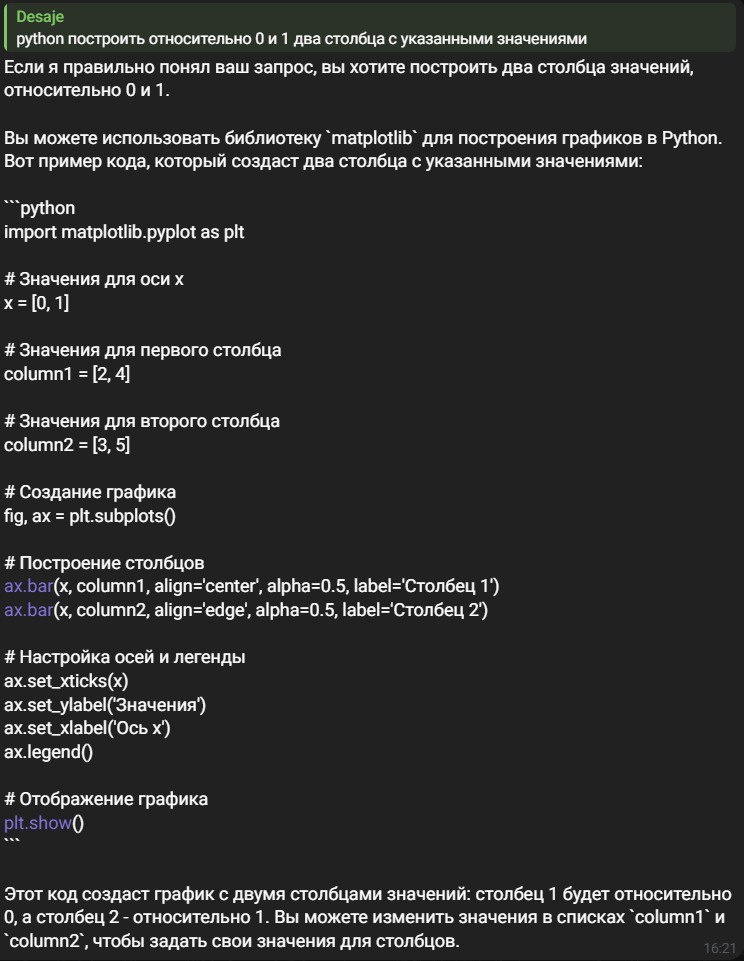 Desaje
python построить относительно 0 и 1 два столбца с указанными значениями
Если я правильно понял ваш запрос, вы хотите построить два столбца значений,
относительно 0 и 1.
Вы можете использовать библиотеку `matplotlib` для построения графиков в Python.
Вот пример кода, который создаст два столбца с указанными значениями:
```python
import matplotlib.pyplot as plt
# Значения для оси x
x = [0, 1]
# Значения для первого столбца
column1 = [2, 4]
# Значения для второго столбца
column2 = [3, 5]
# Создание графика
fig, ax = plt.subplots()
# Построение столбцов
ax.bar(x, column1, align='center', alpha=0.5, label='Столбец 1')
ax.bar(x, column2, align='edge', alpha=0.5, label='Столбец 2')
# Настройка осей и легенды
ax.set_xticks(x)
ax.set_ylabel('Значения')
ax.set_xlabel('Ось x')
ax.legend()
# Отображение графика
plt.show()
```
Этот код создаст график с двумя столбцами значений: столбец 1 будет относительно
0, а столбец 2 - относительно 1. Вы можете изменить значения в списках `column1` и
`column2`, чтобы задать свои значения для столбцов.
16:21